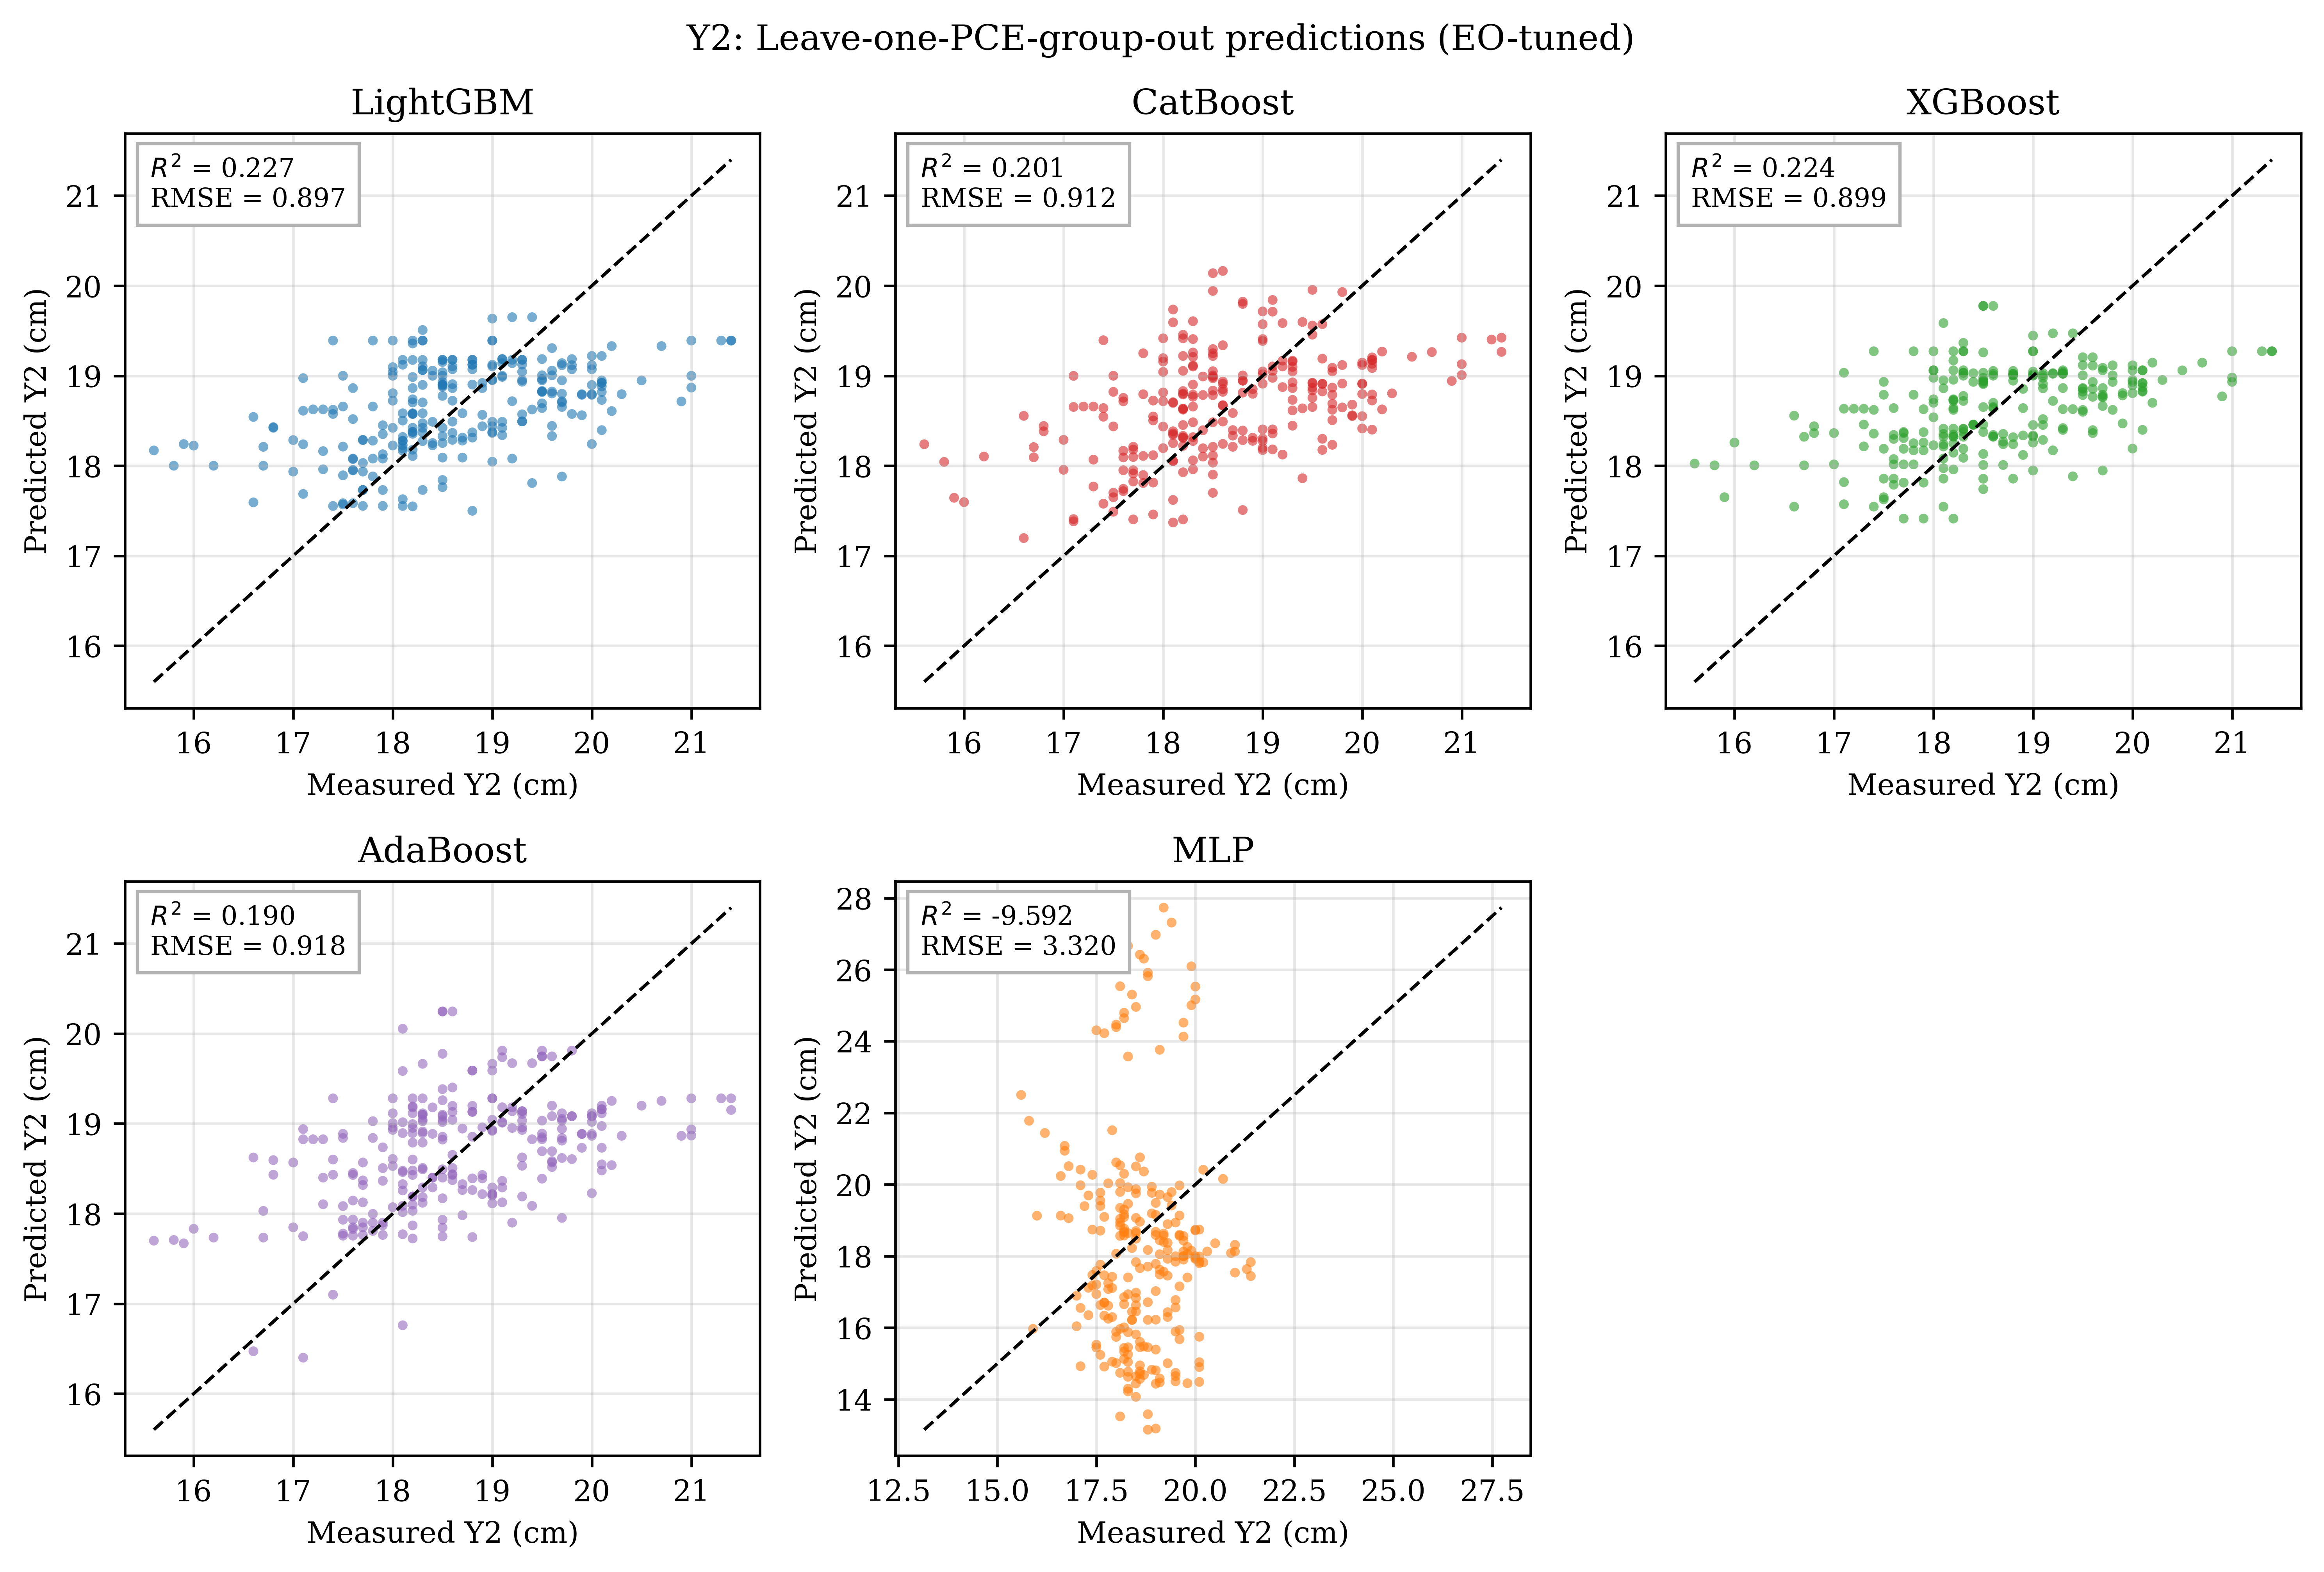 Y2: Leave-one-PCE-group-out predictions (EO-tuned)
LightGBM
R² = 0.227
RMSE = 0.897
21
20
19
18
17
16
Predicted Y2 (cm)
16 17 18 19 20 21
Measured Y2 (cm)
CatBoost
R² = 0.201
RMSE = 0.912
21
20
19
18
17
16
Predicted Y2 (cm)
16 17 18 19 20 21
Measured Y2 (cm)
XGBoost
R² = 0.224
RMSE = 0.899
21
20
19
18
17
16
Predicted Y2 (cm)
16 17 18 19 20 21
Measured Y2 (cm)
AdaBoost
R² = 0.190
RMSE = 0.918
21
20
19
18
17
16
Predicted Y2 (cm)
16 17 18 19 20 21
Measured Y2 (cm)
MLP
R² = -9.592
RMSE = 3.320
28
26
24
22
20
18
16
14
Predicted Y2 (cm)
12.5 15.0 17.5 20.0 22.5 25.0 27.5
Measured Y2 (cm)